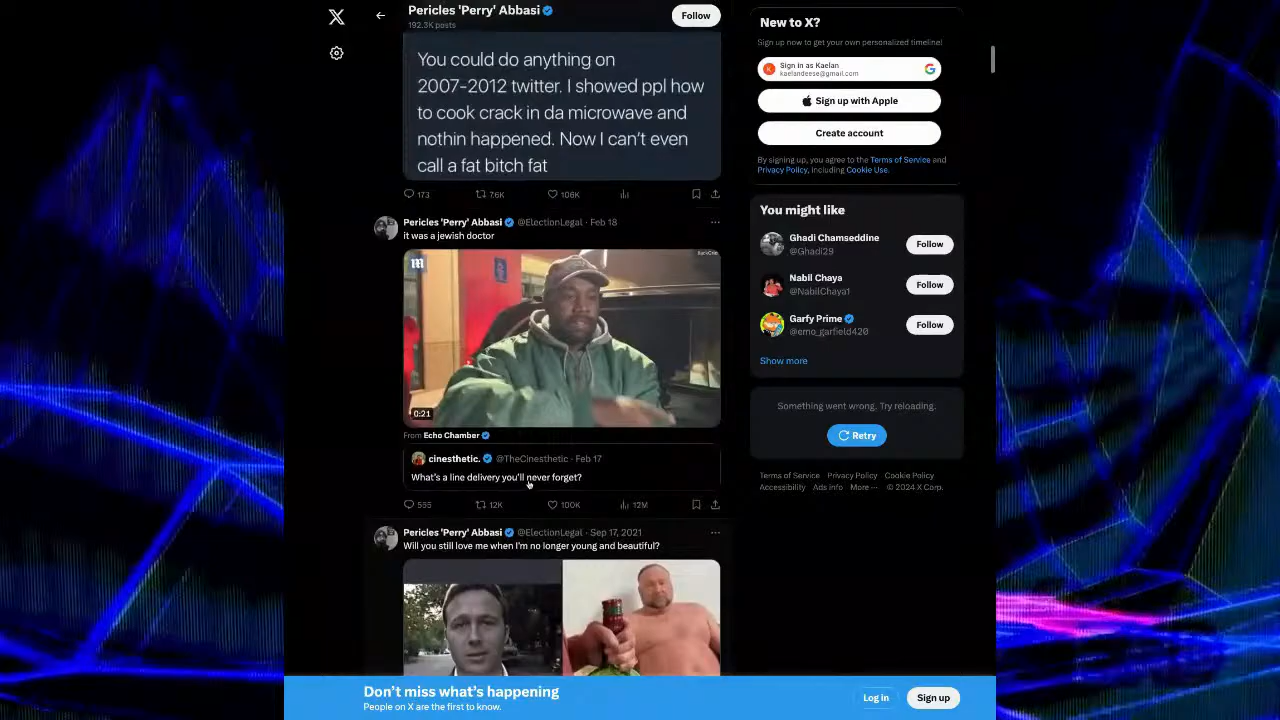 Pericles 'Perry' Abbasi
192.3K posts
Follow
You could do anything on
2007-2012 twitter. I showed ppl how
to cook crack in da microwave and
nothin happened. Now I can't even
call a fat bitch fat
173 7.6K 106K
Pericles 'Perry' Abbasi @ElectionLegal · Feb 18
it was a jewish doctor
0:21
From Echo Chamber
cinesthetic. @TheCinesthetic · Feb 17
What's a line delivery you'll never forget?
555 12K 100K 12M
Pericles 'Perry' Abbasi @ElectionLegal · Sep 17, 2021
Will you still love me when I'm no longer young and beautiful?
New to X?
Sign up now to get your own personalized timeline!
Sign in as Kaelan
kaelandeese@gmail.com
Sign up with Apple
Create account
By signing up, you agree to the Terms of Service and
Privacy Policy, including Cookie Use.
You might like
Ghadi Chamseddine
@Ghadi29
Follow
Nabil Chaya
@NabilChaya1
Follow
Garfy Prime
@emo_garfield420
Follow
Show more
Something went wrong. Try reloading.
Retry
Terms of Service Privacy Policy Cookie Policy
Accessibility Ads info More ··· © 2024 X Corp.
Don't miss what's happening
People on X are the first to know.
Log in
Sign up